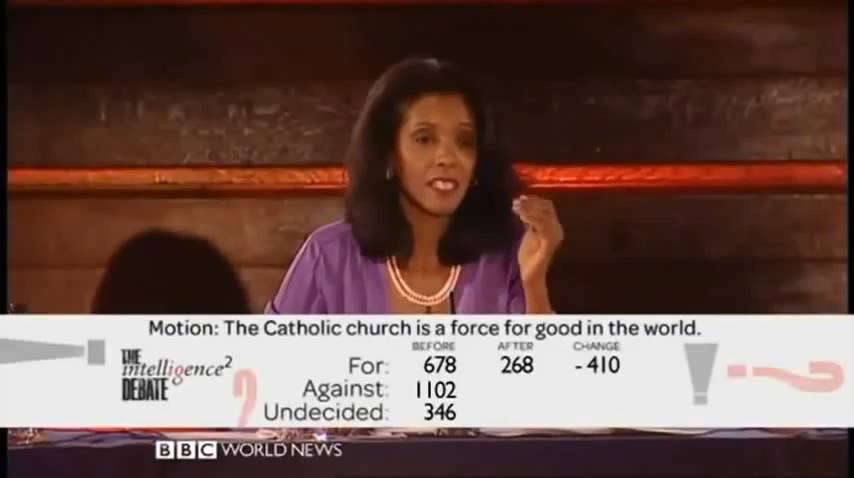 Motion: The Catholic church is a force for good in the world.
BEFORE AFTER CHANGE
THE
intelligence²
DEBATE
For: 678 268 - 410
Against: 1102
Undecided: 346
BBC WORLD NEWS